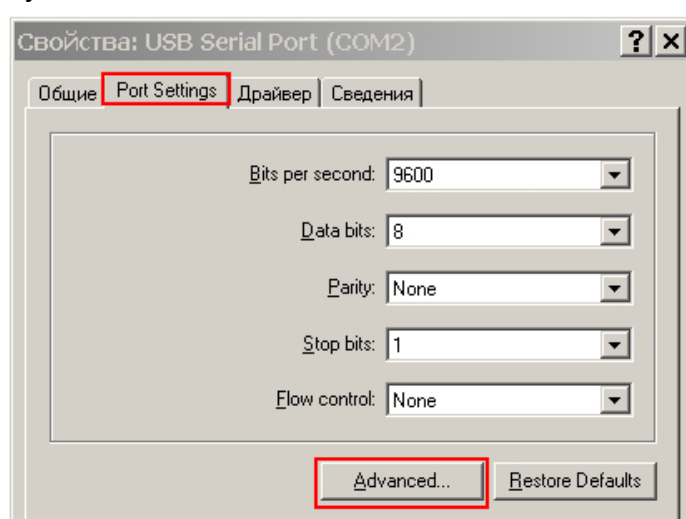 Свойства: USB Serial Port (COM2)
Общие Port Settings Драйвер Сведения
Bits per second: 9600
Data bits: 8
Parity: None
Stop bits: 1
Flow control: None
Advanced... Restore Defaults